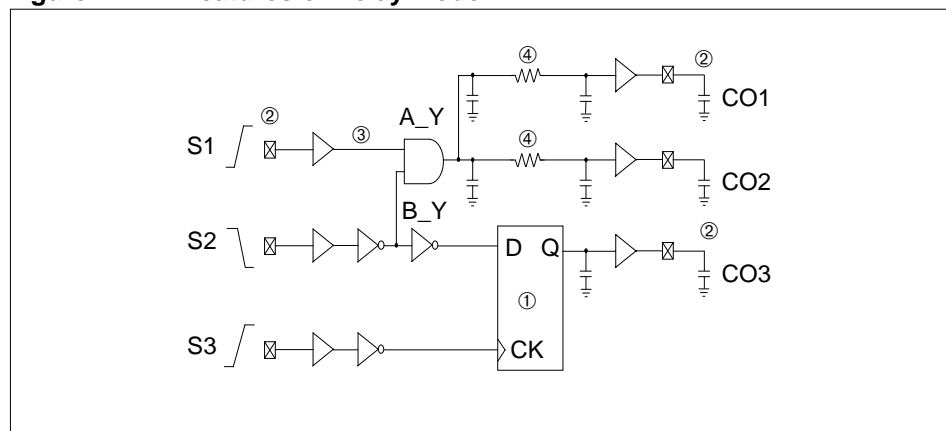 ④ ②
CO1
② A_Y
S1 ③
④
CO2
B_Y
S2 D Q ②
CO3
①
S3 CK